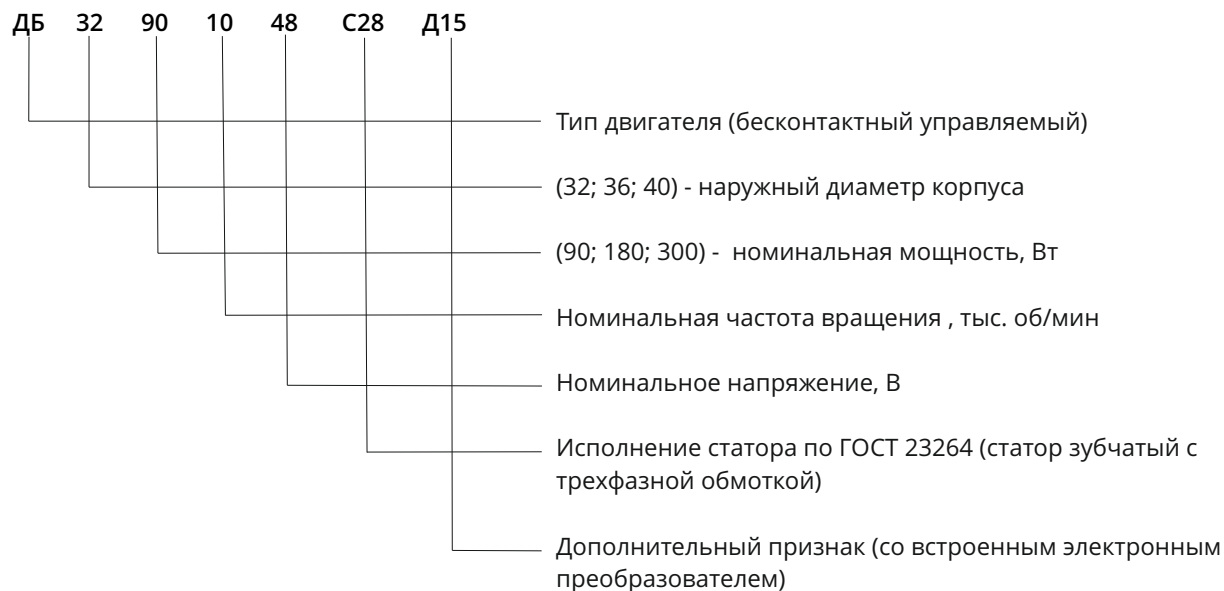 ДБ 32 90 10 48 С28 Д15
Тип двигателя (бесконтактный управляемый)
(32; 36; 40) - наружный диаметр корпуса
(90; 180; 300) - номинальная мощность, Вт
Номинальная частота вращения , тыс. об/мин
Номинальное напряжение, В
Исполнение статора по ГОСТ 23264 (статор зубчатый с
трехфазной обмоткой)
Дополнительный признак (со встроенным электронным
преобразователем)